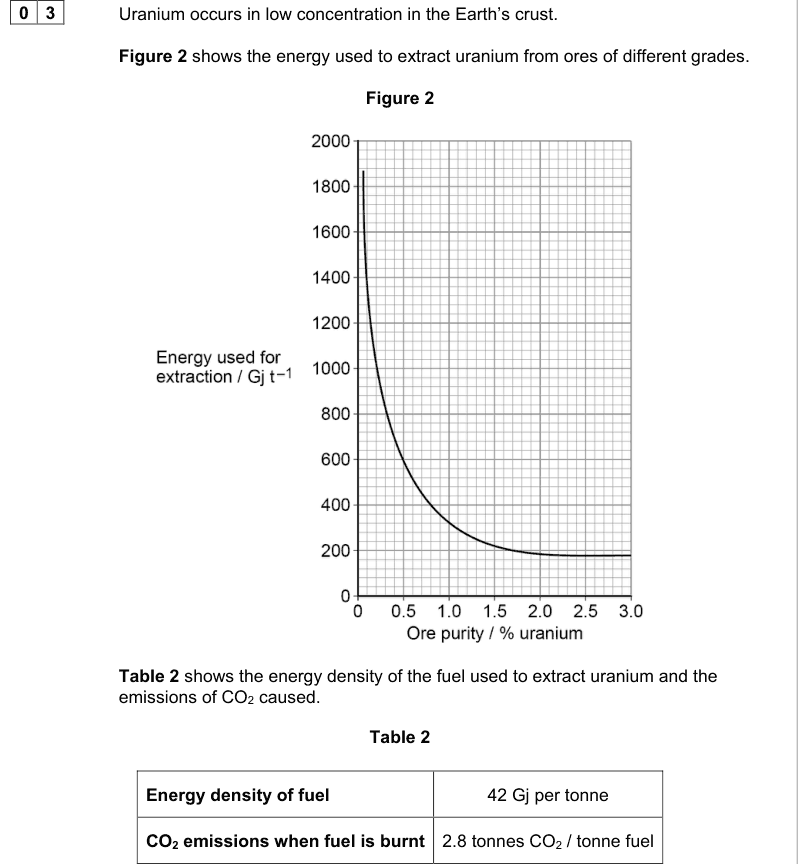 0 3 Uranium occurs in low concentration in the Earth’s crust.
Figure 2 shows the energy used to extract uranium from ores of different grades.
Figure 2
2000
1800
1600
1400
1200
1000
800
600
400
200
0
Energy used for
extraction / Gj t−1
0 0.5 1.0 1.5 2.0 2.5 3.0
Ore purity / % uranium
Table 2 shows the energy density of the fuel used to extract uranium and the
emissions of CO2 caused.
Table 2
Energy density of fuel 42 Gj per tonne
CO2 emissions when fuel is burnt 2.8 tonnes CO2 / tonne fuel